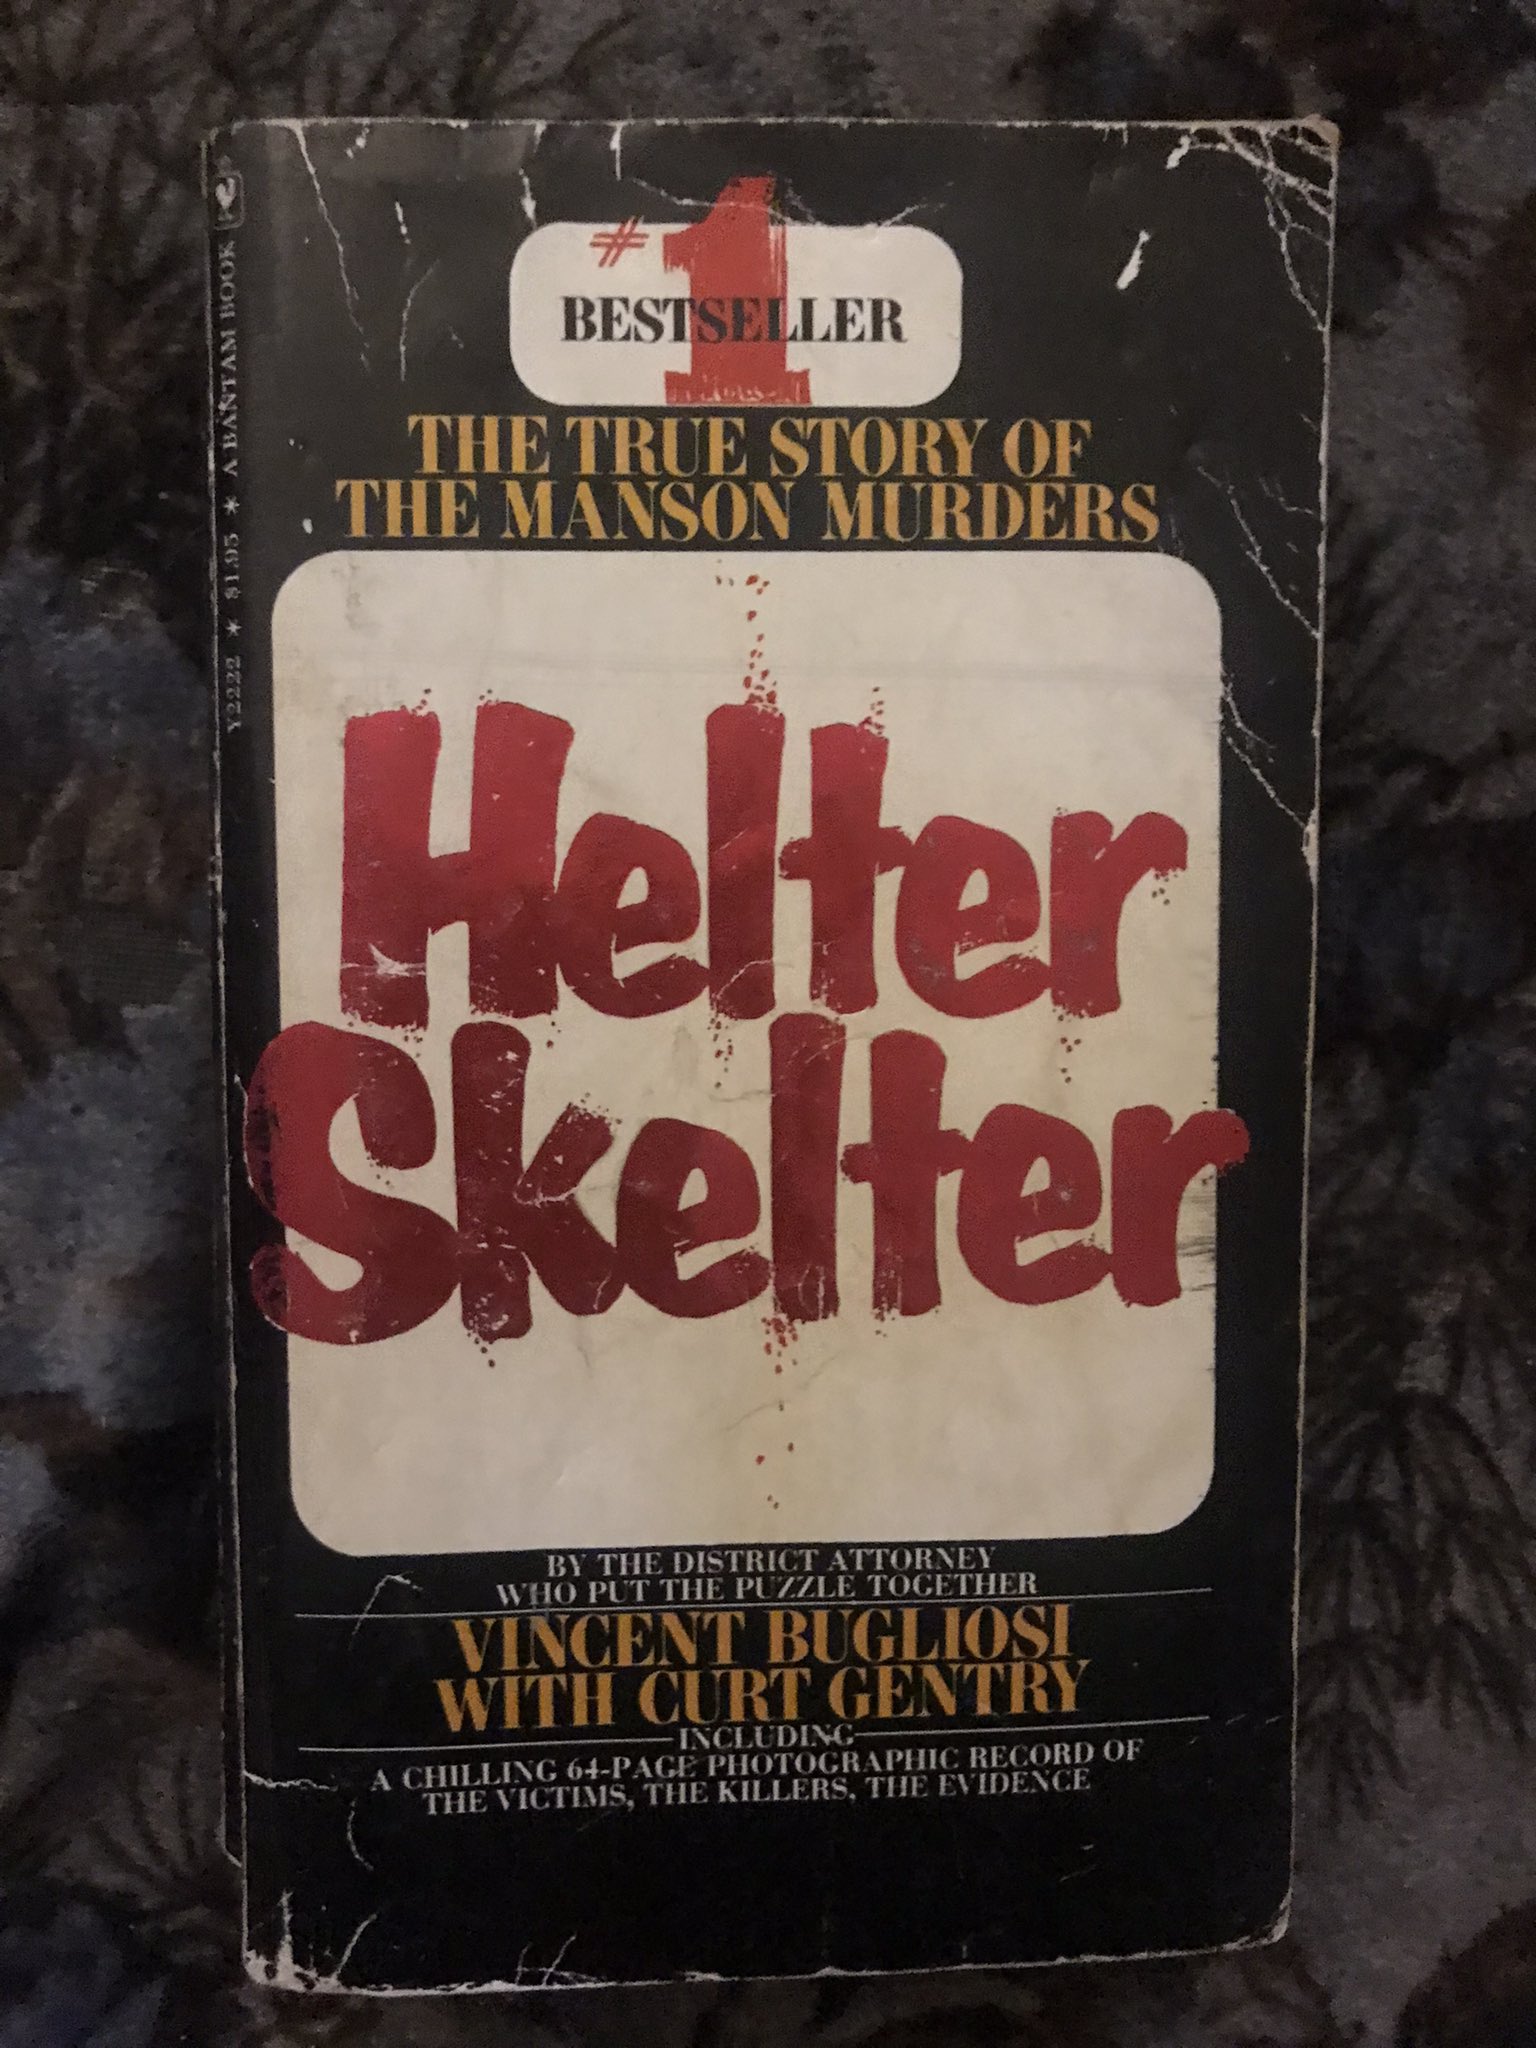 #1
BESTSELLER
THE TRUE STORY OF
THE MANSON MURDERS
Helter
Skelter
BY THE DISTRICT ATTORNEY
WHO PUT THE PUZZLE TOGETHER
VINCENT BUGLIOSI
WITH CURT GENTRY
INCLUDING
A CHILLING 64-PAGE PHOTOGRAPHIC RECORD OF
THE VICTIMS, THE KILLERS, THE EVIDENCE
Y2222 * $1.95 * A BANTAM BOOK